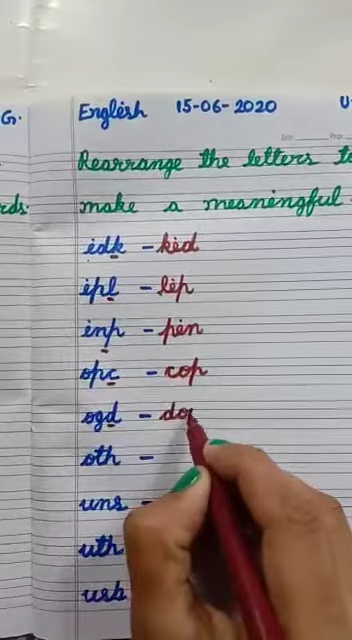 G. English 15-06-2020 U
Rearrange the letters to
rds. make a meaningful
idk - kid
ipl - lip
inp - pin
opc - cop
ogd - do
oth -
uns -
uth
usb